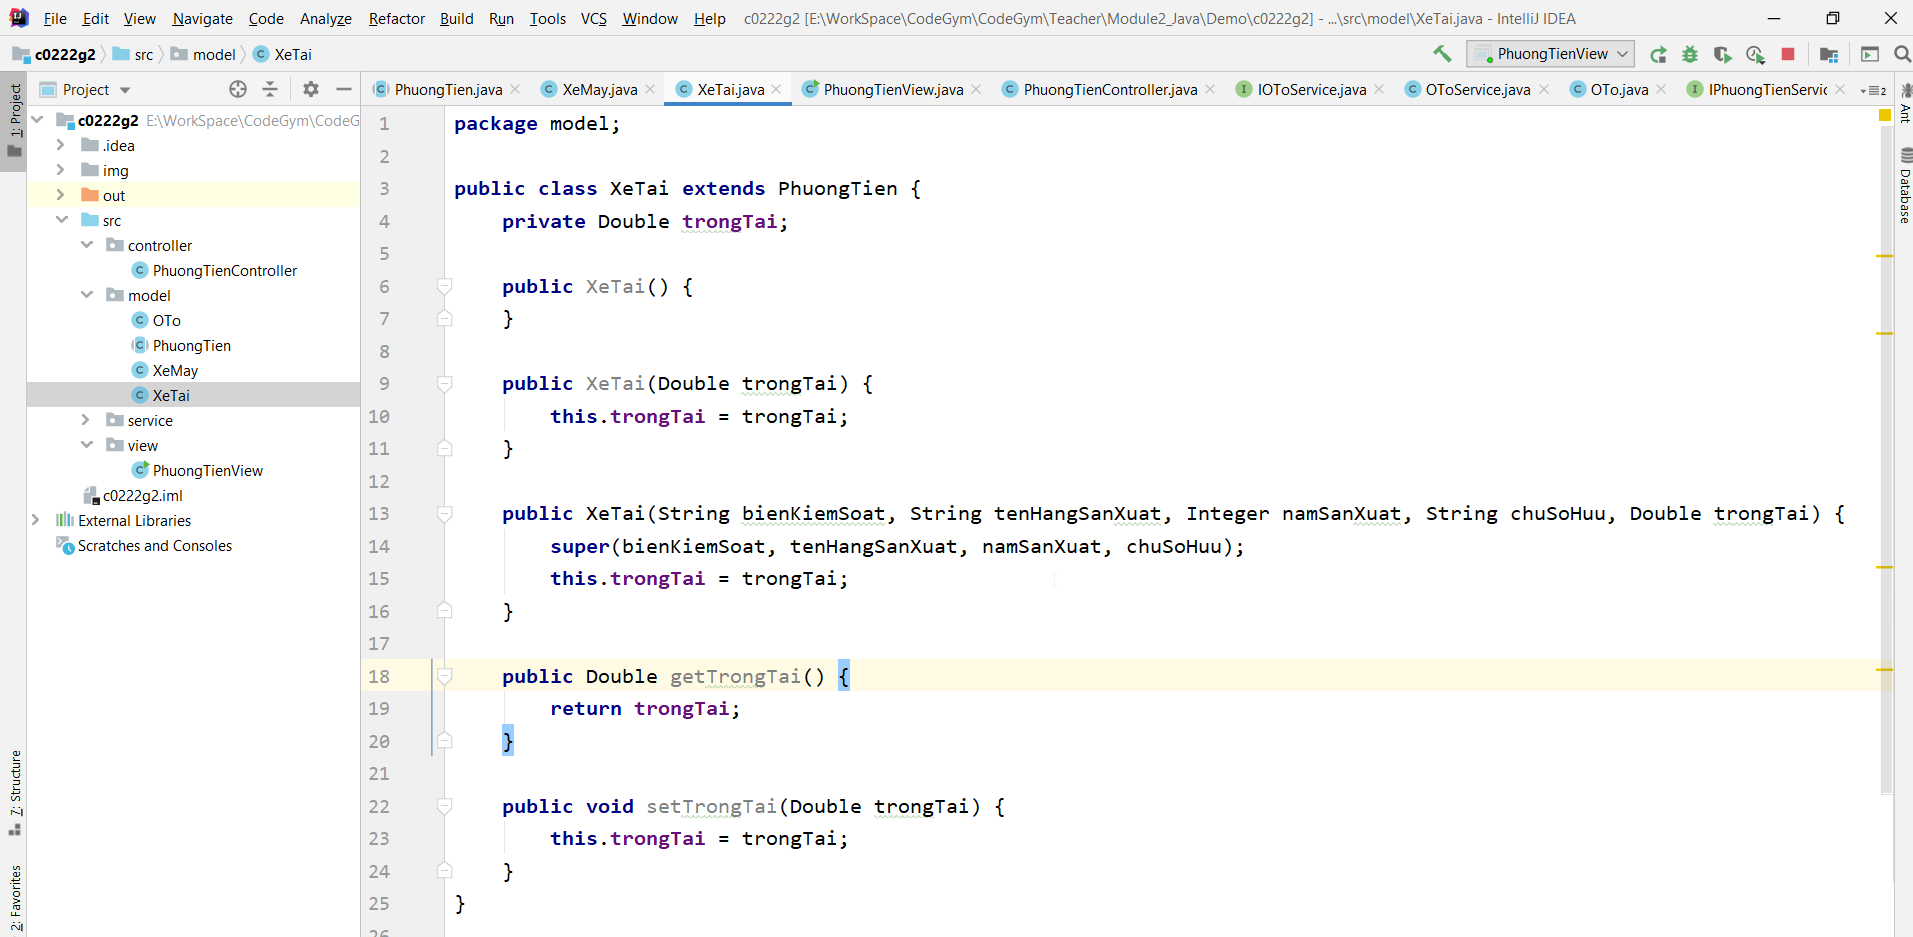 File Edit View Navigate Code Analyze Refactor Build Run Tools VCS Window Help c0222g2 [E:\WorkSpace\CodeGym\CodeGym\Teacher\Module2_Java\Demo\c0222g2] - ...\src\model\XeTai.java - IntelliJ IDEA
c0222g2 src model XeTai PhuongTienView
Project
PhuongTien.java XeMay.java XeTai.java PhuongTienView.java PhuongTienController.java IOToService.java OToService.java OTo.java IPhuongTienServic 2
1: Project
c0222g2 E:\WorkSpace\CodeGym\CodeG
.idea
img
out
src
controller
PhuongTienController
model
OTo
PhuongTien
XeMay
XeTai
service
view
PhuongTienView
c0222g2.iml
External Libraries
Scratches and Consoles
7: Structure
2: Favorites
1 package model;
2
3 public class XeTai extends PhuongTien {
4 private Double trongTai;
5
6 public XeTai() {
7 }
8
9 public XeTai(Double trongTai) {
10 this.trongTai = trongTai;
11 }
12
13 public XeTai(String bienKiemSoat, String tenHangSanXuat, Integer namSanXuat, String chuSoHuu, Double trongTai) {
14 super(bienKiemSoat, tenHangSanXuat, namSanXuat, chuSoHuu);
15 this.trongTai = trongTai;
16 }
17
18 public Double getTrongTai() {
19 return trongTai;
20 }
21
22 public void setTrongTai(Double trongTai) {
23 this.trongTai = trongTai;
24 }
25 }
26
Ant
Database